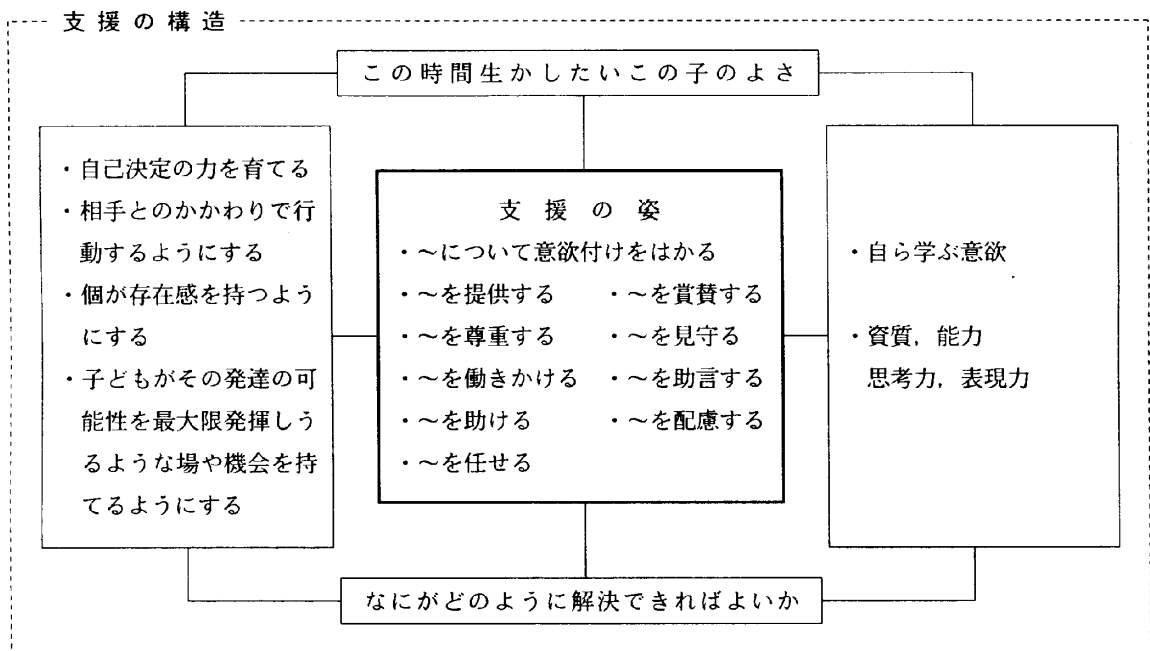 支援の構造
この時間生かしたいこの子のよさ
・自己決定の力を育てる
・相手とのかかわりで行
動するようにする
・個が存在感を持つよう
にする
・子どもがその発達の可
能性を最大限発揮しう
るような場や機会を持
てるようにする
支援の姿
・～について意欲付けをはかる
・～を提供する ・～を賞賛する
・～を尊重する ・～を見守る
・～を働きかける ・～を助言する
・～を助ける ・～を配慮する
・～を任せる
・自ら学ぶ意欲
・資質，能力
思考力，表現力
なにがどのように解決できればよいか